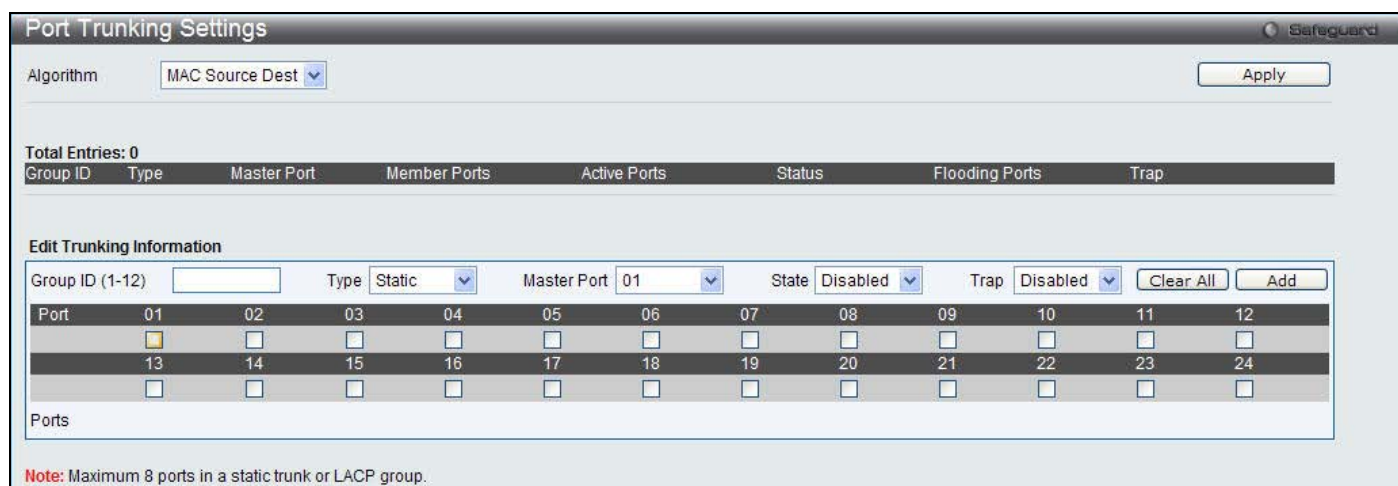 Port Trunking Settings
Safeguard
Algorithm MAC Source Dest Apply
Total Entries: 0
Group ID Type Master Port Member Ports Active Ports Status Flooding Ports Trap
Edit Trunking Information
Group ID (1-12) Type Static Master Port 01 State Disabled Trap Disabled Clear All Add
Port 01 02 03 04 05 06 07 08 09 10 11 12
13 14 15 16 17 18 19 20 21 22 23 24
Ports
Note: Maximum 8 ports in a static trunk or LACP group.